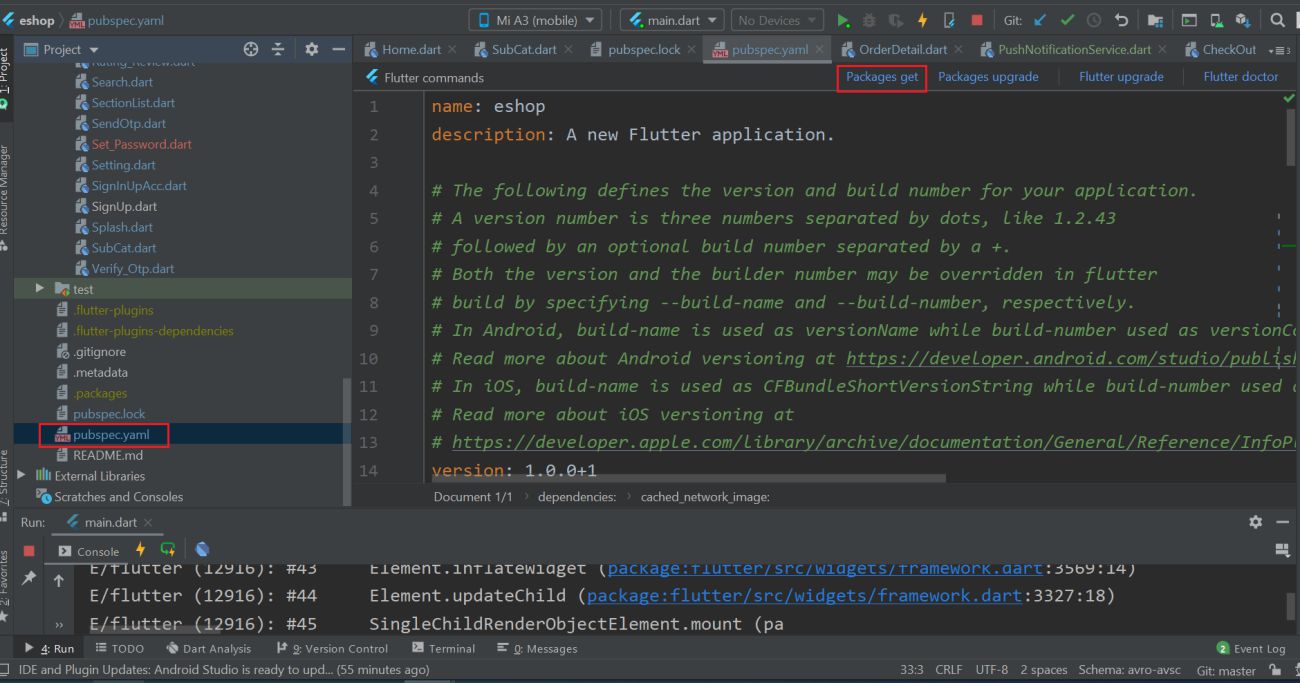 eshop pubspec.yaml Mi A3 (mobile) main.dart No Devices Git:
Project
Home.dart SubCat.dart pubspec.lock pubspec.yaml OrderDetail.dart PushNotificationService.dart CheckOut
1: Project
Resource Manager
Z: Structure
2: Favorites
Rating_Review.dart
Search.dart
SectionList.dart
SendOtp.dart
Set_Password.dart
Setting.dart
SignInUpAcc.dart
SignUp.dart
Splash.dart
SubCat.dart
Verify_Otp.dart
test
.flutter-plugins
.flutter-plugins-dependencies
.gitignore
.metadata
.packages
pubspec.lock
pubspec.yaml
README.md
External Libraries
Scratches and Consoles
Flutter commands Packages get Packages upgrade Flutter upgrade Flutter doctor
1 name: eshop
2 description: A new Flutter application.
3
4 # The following defines the version and build number for your application.
5 # A version number is three numbers separated by dots, like 1.2.43
6 # followed by an optional build number separated by a +.
7 # Both the version and the builder number may be overridden in flutter
8 # build by specifying --build-name and --build-number, respectively.
9 # In Android, build-name is used as versionName while build-number used as versionCo
10 # Read more about Android versioning at https://developer.android.com/studio/publish
11 # In iOS, build-name is used as CFBundleShortVersionString while build-number used a
12 # Read more about iOS versioning at
13 # https://developer.apple.com/library/archive/documentation/General/Reference/InfoPl
14 version: 1.0.0+1
Document 1/1 dependencies: cached_network_image:
Run: main.dart
Console
E/flutter (12916): #43 Element.inflateWidget (package:flutter/src/widgets/framework.dart:3569:14)
E/flutter (12916): #44 Element.updateChild (package:flutter/src/widgets/framework.dart:3327:18)
E/flutter (12916): #45 SingleChildRenderObjectElement.mount (pa
4: Run TODO Dart Analysis 9: Version Control Terminal 0: Messages 2 Event Log
IDE and Plugin Updates: Android Studio is ready to upd... (55 minutes ago) 33:3 CRLF UTF-8 2 spaces Schema: avro-avsc Git: master